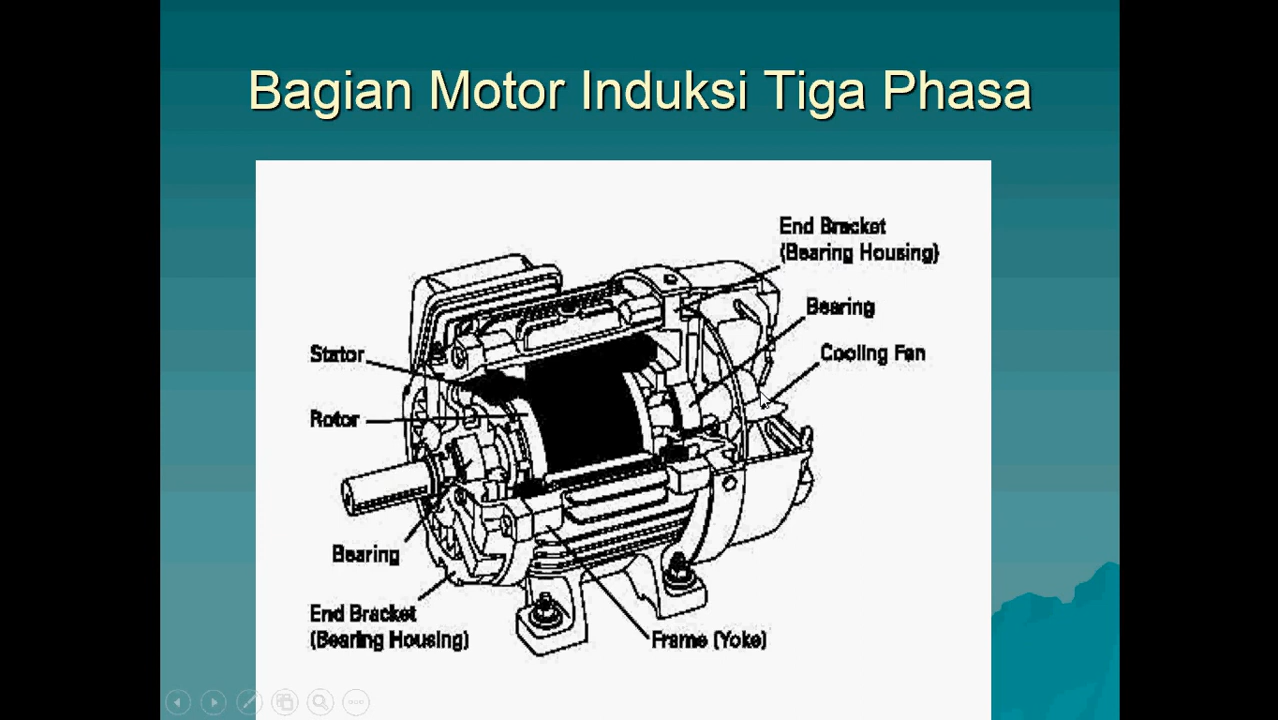 Bagian Motor Induksi Tiga Phasa
End Bracket
(Bearing Housing)
Bearing
Cooling Fan
Stator
Rotor
Bearing
End Bracket
(Bearing Housing)
Frame (Yoke)